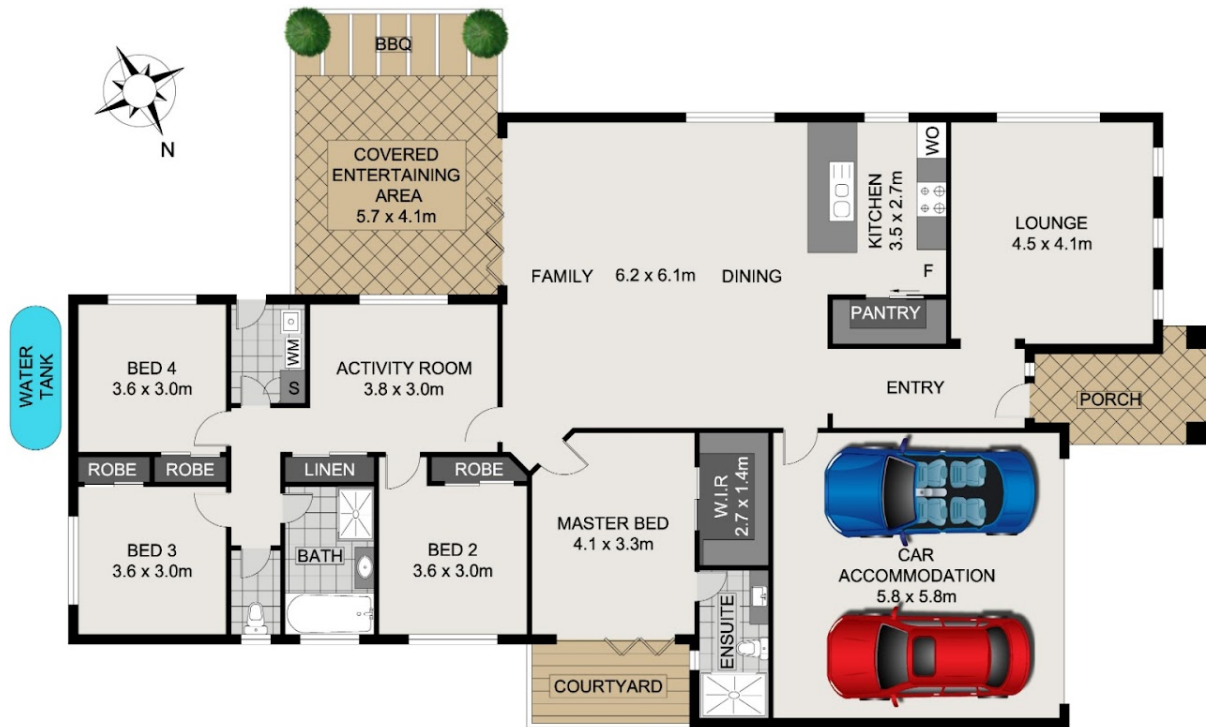 BBQ
N
COVERED
ENTERTAINING
AREA
5.7 x 4.1m
WO
KITCHEN
3.5 x 2.7m
LOUNGE
4.5 x 4.1m
FAMILY 6.2 x 6.1m DINING
F
PANTRY
WATER
TANK
BED 4
3.6 x 3.0m
WM
S
ACTIVITY ROOM
3.8 x 3.0m
ENTRY
PORCH
ROBE
ROBE
LINEN
ROBE
W.I.R
2.7 x 1.4m
BED 3
3.6 x 3.0m
BATH
BED 2
3.6 x 3.0m
MASTER BED
4.1 x 3.3m
CAR
ACCOMMODATION
5.8 x 5.8m
ENSUITE
COURTYARD